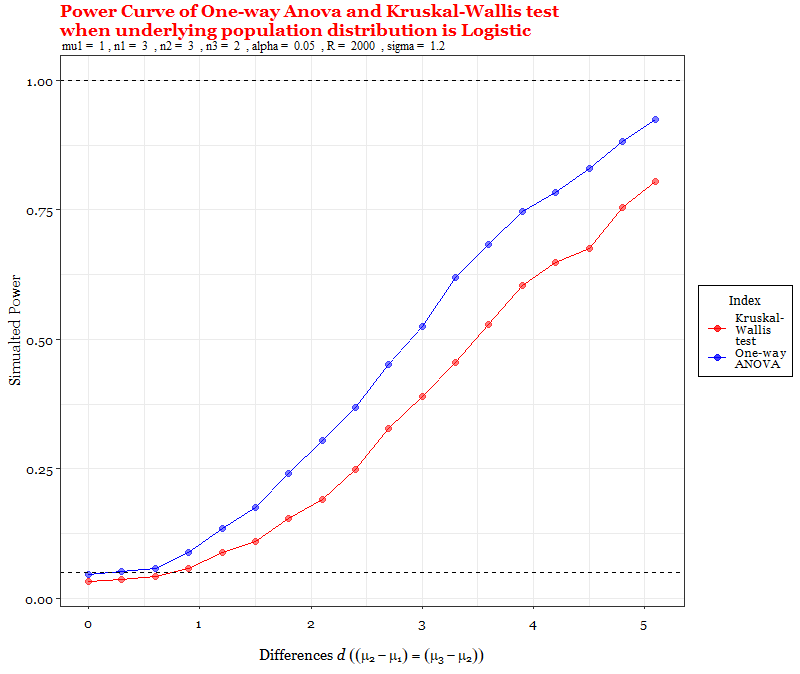 Power Curve of One-way Anova and Kruskal-Wallis test
when underlying population distribution is Logistic
mu1 = 1 , n1 = 3 , n2 = 3 , n3 = 2 , alpha = 0.05 , R = 2000 , sigma = 1.2
1.00
0.75
0.50
0.25
0.00
Simualted Power
0 1 2 3 4 5
Differences d ((μ₂ − μ₁) = (μ₃ − μ₂))
Index
Kruskal-
Wallis
test
One-way
ANOVA